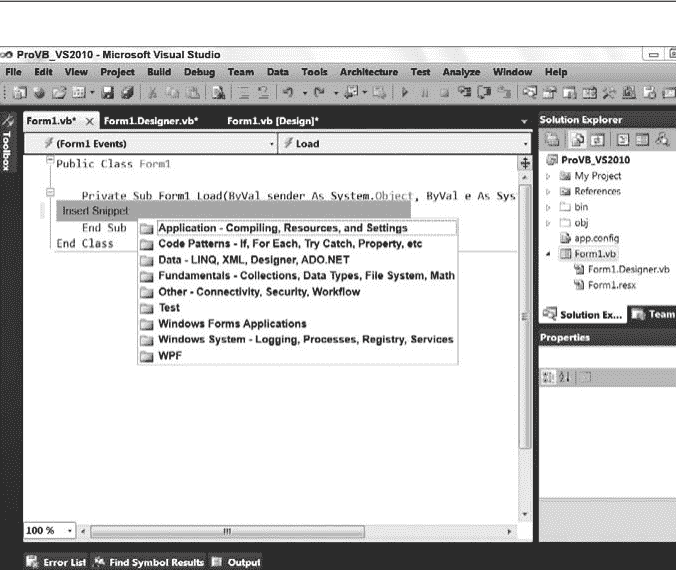 ProVB_VS2010 - Microsoft Visual Studio
File Edit View Project Build Debug Team Data Tools Architecture Test Analyze Window Help
Toolbox
Form1.vb* Form1.Designer.vb* Form1.vb [Design]*
(Form1 Events) Load
Public Class Form1
Private Sub Form1_Load(ByVal sender As System.Object, ByVal e As Sys
Insert Snippet
End Sub
End Class
Application - Compiling, Resources, and Settings
Code Patterns - If, For Each, Try Catch, Property, etc
Data - LINQ, XML, Designer, ADO.NET
Fundamentals - Collections, Data Types, File System, Math
Other - Connectivity, Security, Workflow
Test
Windows Forms Applications
Windows System - Logging, Processes, Registry, Services
WPF
100 %
Error List Find Symbol Results Output
Solution Explorer
ProVB_VS2010
My Project
References
bin
obj
app.config
Form1.vb
Form1.Designer.vb
Form1.resx
Solution Ex... Team
Properties